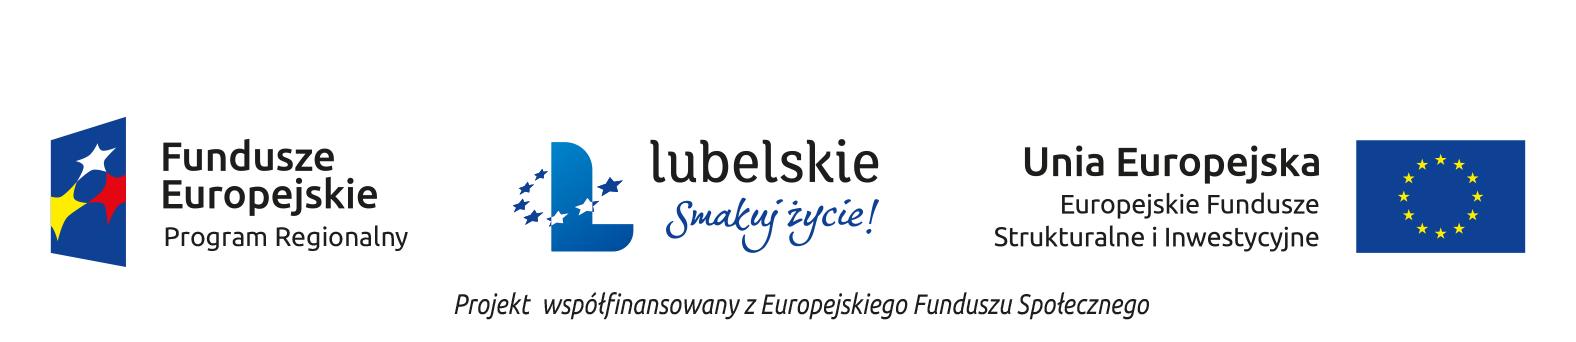 Fundusze
Europejskie
Program Regionalny
lubelskie
Smakuj życie!
Unia Europejska
Europejskie Fundusze
Strukturalne i Inwestycyjne
Projekt współfinansowany z Europejskiego Funduszu Społecznego